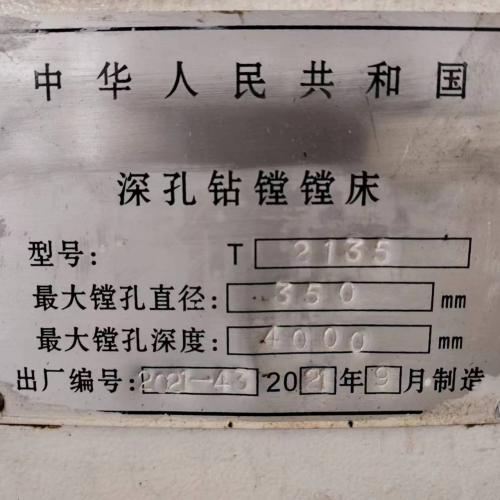 中华人民共和国
深孔钻镗镗床
型号: T 2135
最大镗孔直径: 350 mm
最大镗孔深度: 4000 mm
出厂编号: 2021-43 2021年9月制造